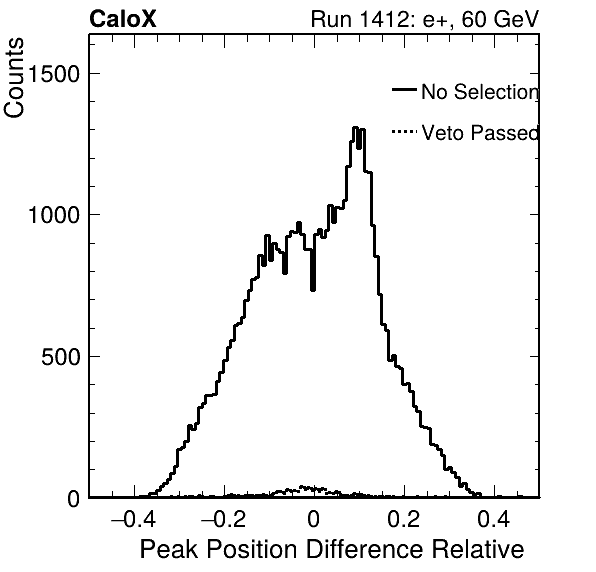 CaloX
Run 1412: e+, 60 GeV
Counts
1500
1000
500
0
No Selection
Veto Passed
−0.4 −0.2 0 0.2 0.4
Peak Position Difference Relative